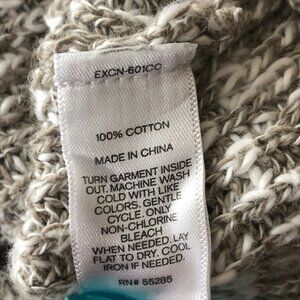 EXCN-601CC
100% COTTON
MADE IN CHINA
TURN GARMENT INSIDE
OUT. MACHINE WASH
COLD WITH LIKE
COLORS, GENTLE
CYCLE. ONLY
NON-CHLORINE
BLEACH
WHEN NEEDED. LAY
FLAT TO DRY. COOL
IRON IF NEEDED.
RN# 55285